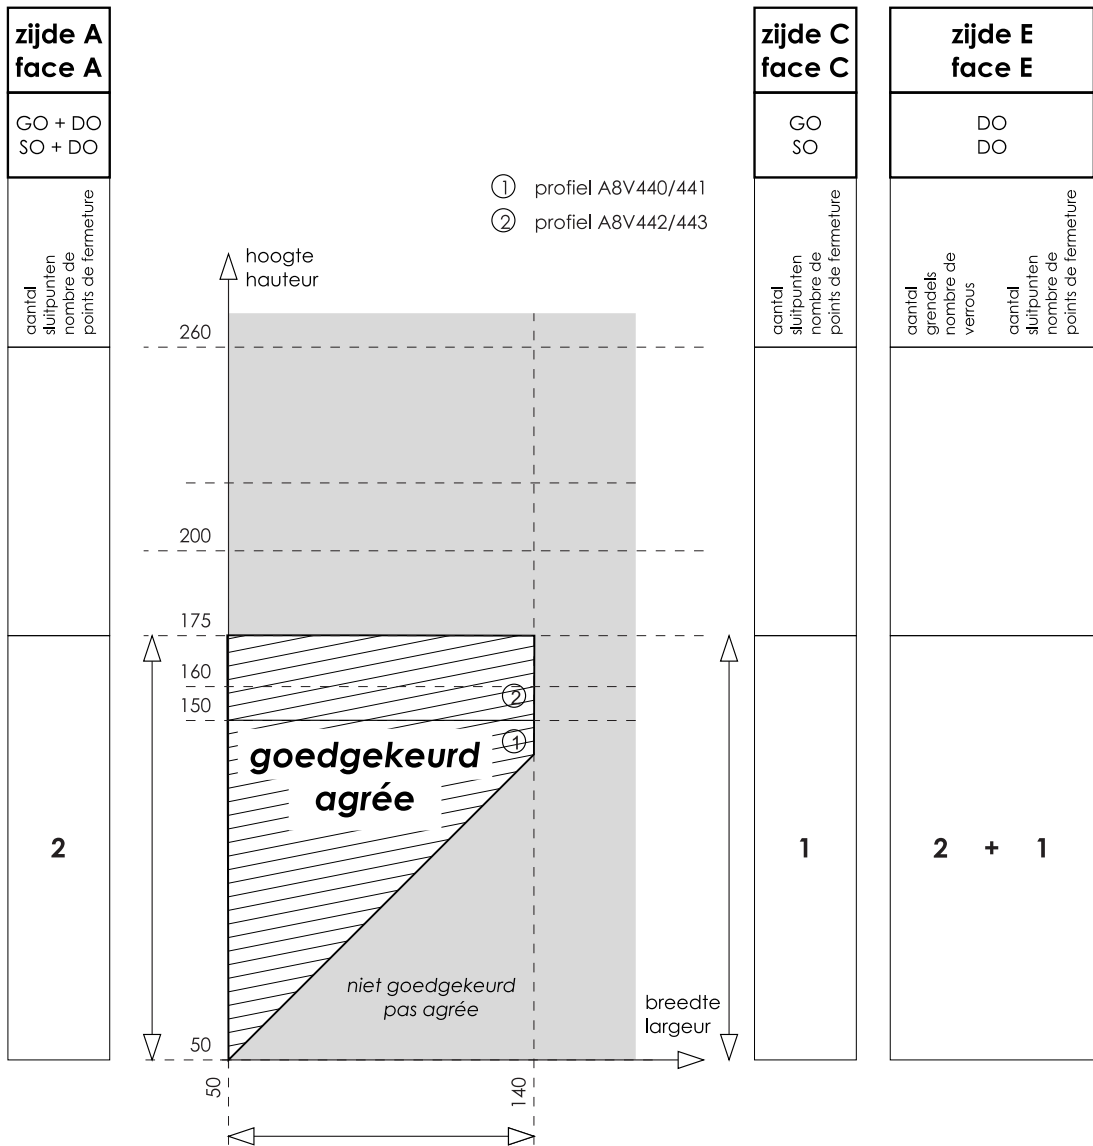 zijde A
face A
GO + DO
SO + DO
aantal
sluitpunten
nombre de
points de fermeture
2
① profiel A8V440/441
② profiel A8V442/443
hoogte
hauteur
260
200
175
160
150
50
②
①
goedgekeurd
agrée
niet goedgekeurd
pas agrée
breedte
largeur
50
140
zijde C
face C
GO
SO
aantal
sluitpunten
nombre de
points de fermeture
1
zijde E
face E
DO
DO
aantal
grendels
nombre de
verrous
aantal
sluitpunten
nombre de
points de fermeture
2 + 1